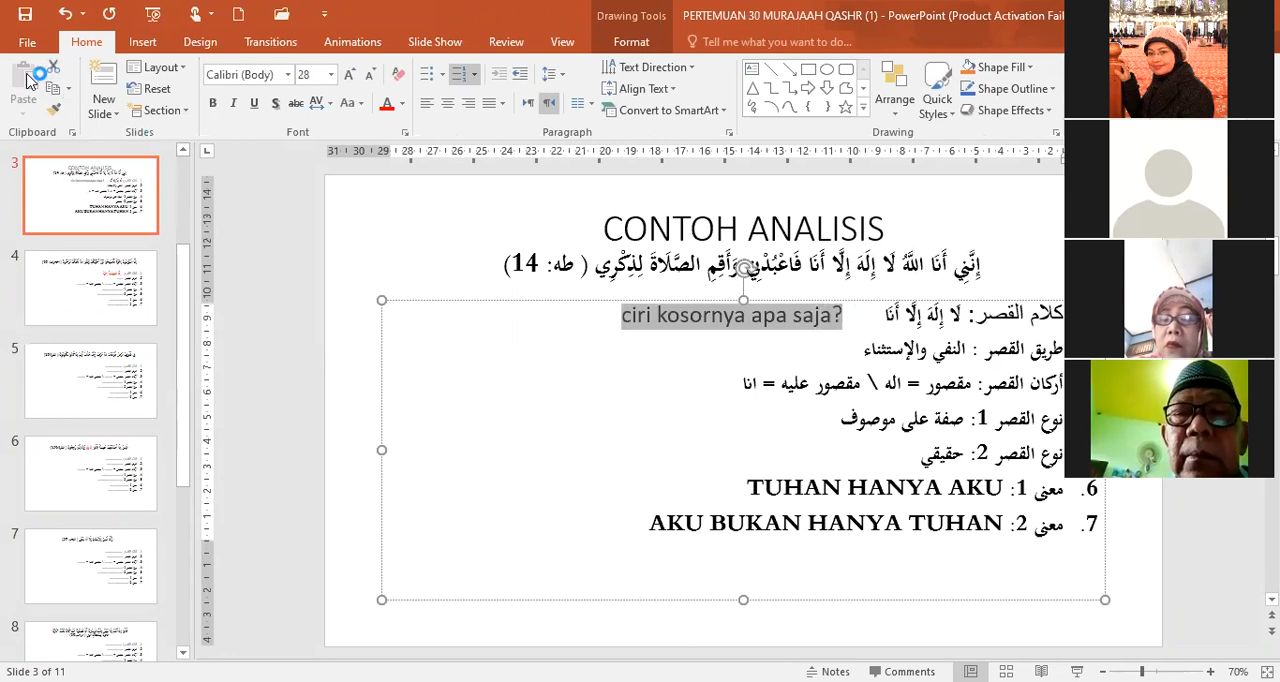 PERTEMUAN 30 MURAJAAH QASHR (1) - PowerPoint (Product Activation Fail
Drawing Tools
File Home Insert Design Transitions Animations Slide Show Review View Format Tell me what you want to do...
Paste
Clipboard
New Slide
Layout
Reset
Section
Slides
Calibri (Body) 28
Font
Text Direction
Align Text
Convert to SmartArt
Paragraph
Arrange
Quick Styles
Shape Fill
Shape Outline
Shape Effects
Drawing
3
4
5
6
7
8
CONTOH ANALISIS
إِنَّنِي أَنَا اللَّهُ لَا إِلَهَ إِلَّا أَنَا فَاعْبُدْنِي وَأَقِمِ الصَّلَاةَ لِذِكْرِي ( طه: 14)
كلام القصر: لَا إِلَهَ إِلَّا أَنَا ciri kosornya apa saja?
طريق القصر : النفي والإستثناء
أركان القصر: مقصور = اله \ مقصور عليه = انا
نوع القصر 1: صفة على موصوف
نوع القصر 2: حقيقي
6. معنى 1: TUHAN HANYA AKU
7. معنى 2: AKU BUKAN HANYA TUHAN
Slide 3 of 11
Notes
Comments
70%